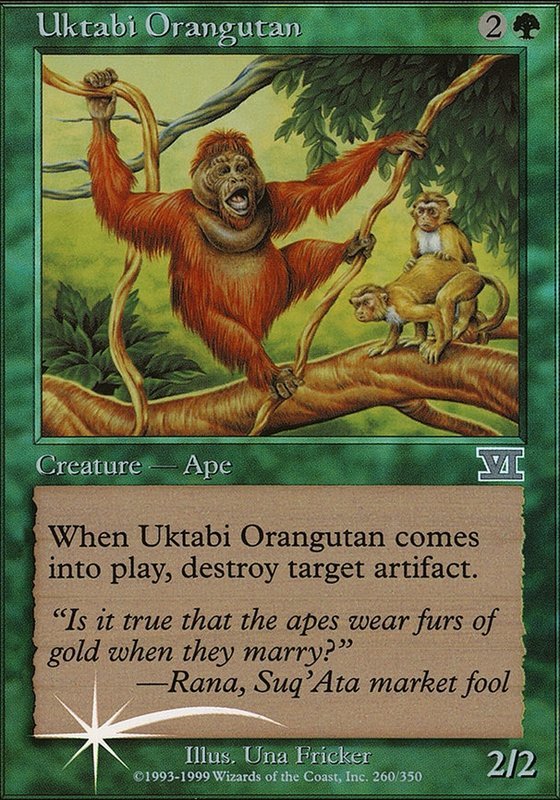 Uktabi Orangutan 2
Creature — Ape VI
When Uktabi Orangutan comes
into play, destroy target artifact.
“Is it true that the apes wear furs of
gold when they marry?”
—Rana, Suq’Ata market fool
Illus. Una Fricker
©1993-1999 Wizards of the Coast, Inc. 260/350
2/2